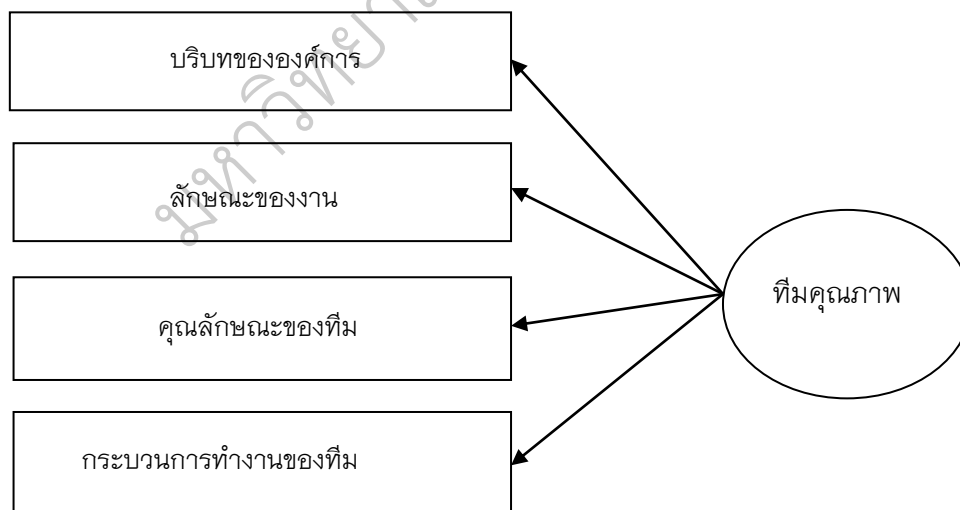 บริบทขององค์การ
ลักษณะของงาน
คุณลักษณะของทีม
ทีมคุณภาพ
กระบวนการทำงานของทีม